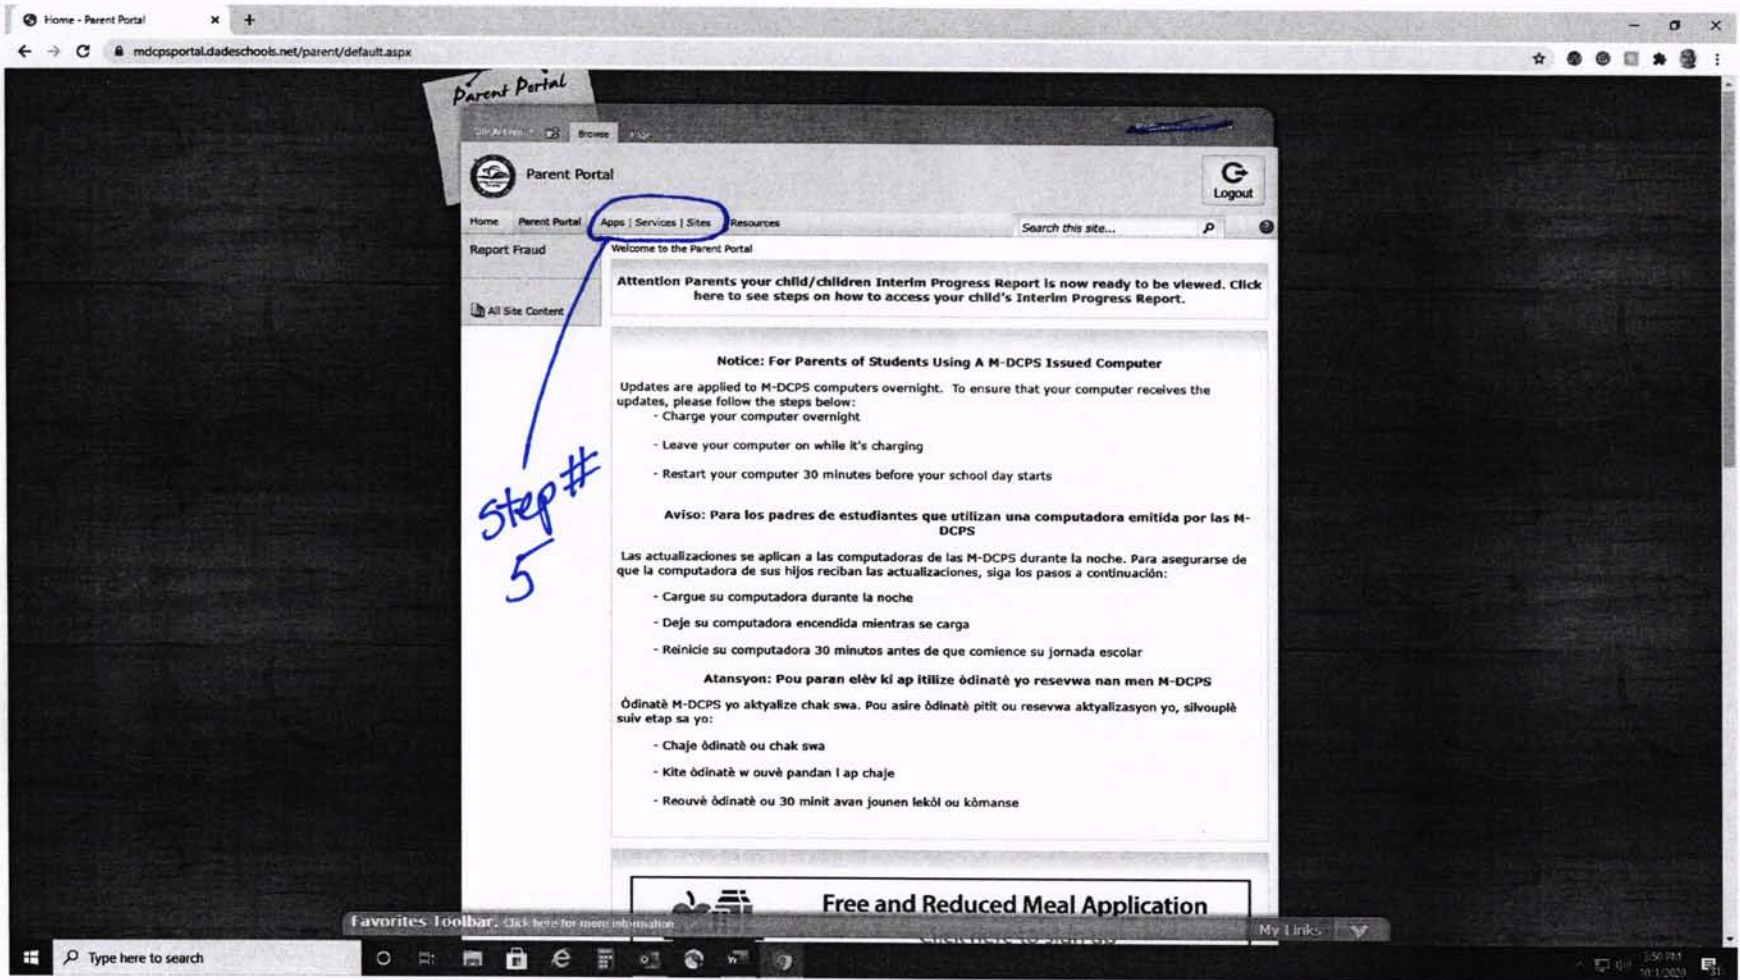 Home - Parent Portal
mdcpsportal.dadeschools.net/parent/default.aspx
Parent Portal
Browse
Parent Portal
Logout
Home Parent Portal Apps | Services | Sites Resources
Search this site...
Report Fraud
Welcome to the Parent Portal
Attention Parents your child/children Interim Progress Report is now ready to be viewed. Click
here to see steps on how to access your child's Interim Progress Report.
All Site Content
Notice: For Parents of Students Using A M-DCPS Issued Computer
Updates are applied to M-DCPS computers overnight. To ensure that your computer receives the
updates, please follow the steps below:
- Charge your computer overnight
- Leave your computer on while it's charging
- Restart your computer 30 minutes before your school day starts
Step #
5
Aviso: Para los padres de estudiantes que utilizan una computadora emitida por las M-
DCPS
Las actualizaciones se aplican a las computadoras de las M-DCPS durante la noche. Para asegurarse de
que la computadora de sus hijos reciban las actualizaciones, siga los pasos a continuación:
- Cargue su computadora durante la noche
- Deje su computadora encendida mientras se carga
- Reinicie su computadora 30 minutos antes de que comience su jornada escolar
Atansyon: Pou paran elèv ki ap itilize òdinatè yo resevwa nan men M-DCPS
Òdinatè M-DCPS yo aktyalize chak swa. Pou asire òdinatè pitit ou resevwa aktyalizasyon yo, silvouplè
suiv etap sa yo:
- Chaje òdinatè ou chak swa
- Kite òdinatè w ouvè pandan l ap chaje
- Reouvè òdinatè ou 30 minit avan jounen lekòl ou kòmanse
Free and Reduced Meal Application
Favorites Toolbar. Click here for more information
My Links
Type here to search
3:50 PM
10/1/2020